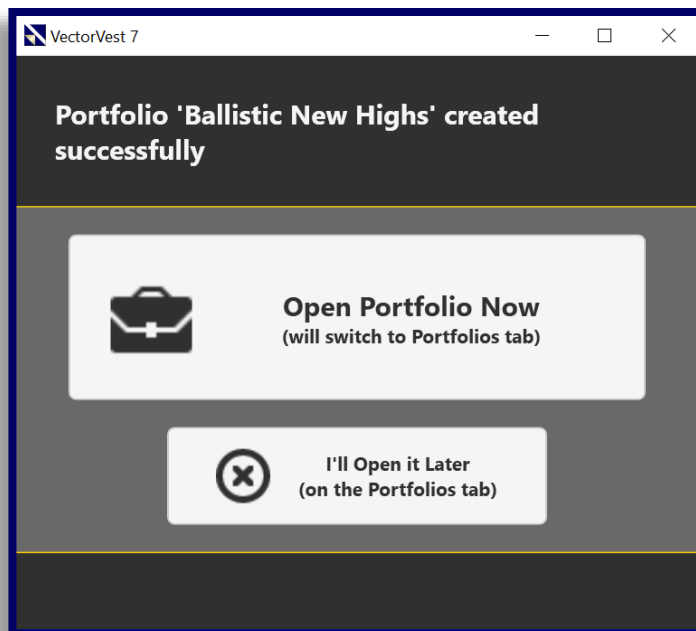 VectorVest 7
Portfolio 'Ballistic New Highs' created
successfully
Open Portfolio Now
(will switch to Portfolios tab)
I'll Open it Later
(on the Portfolios tab)